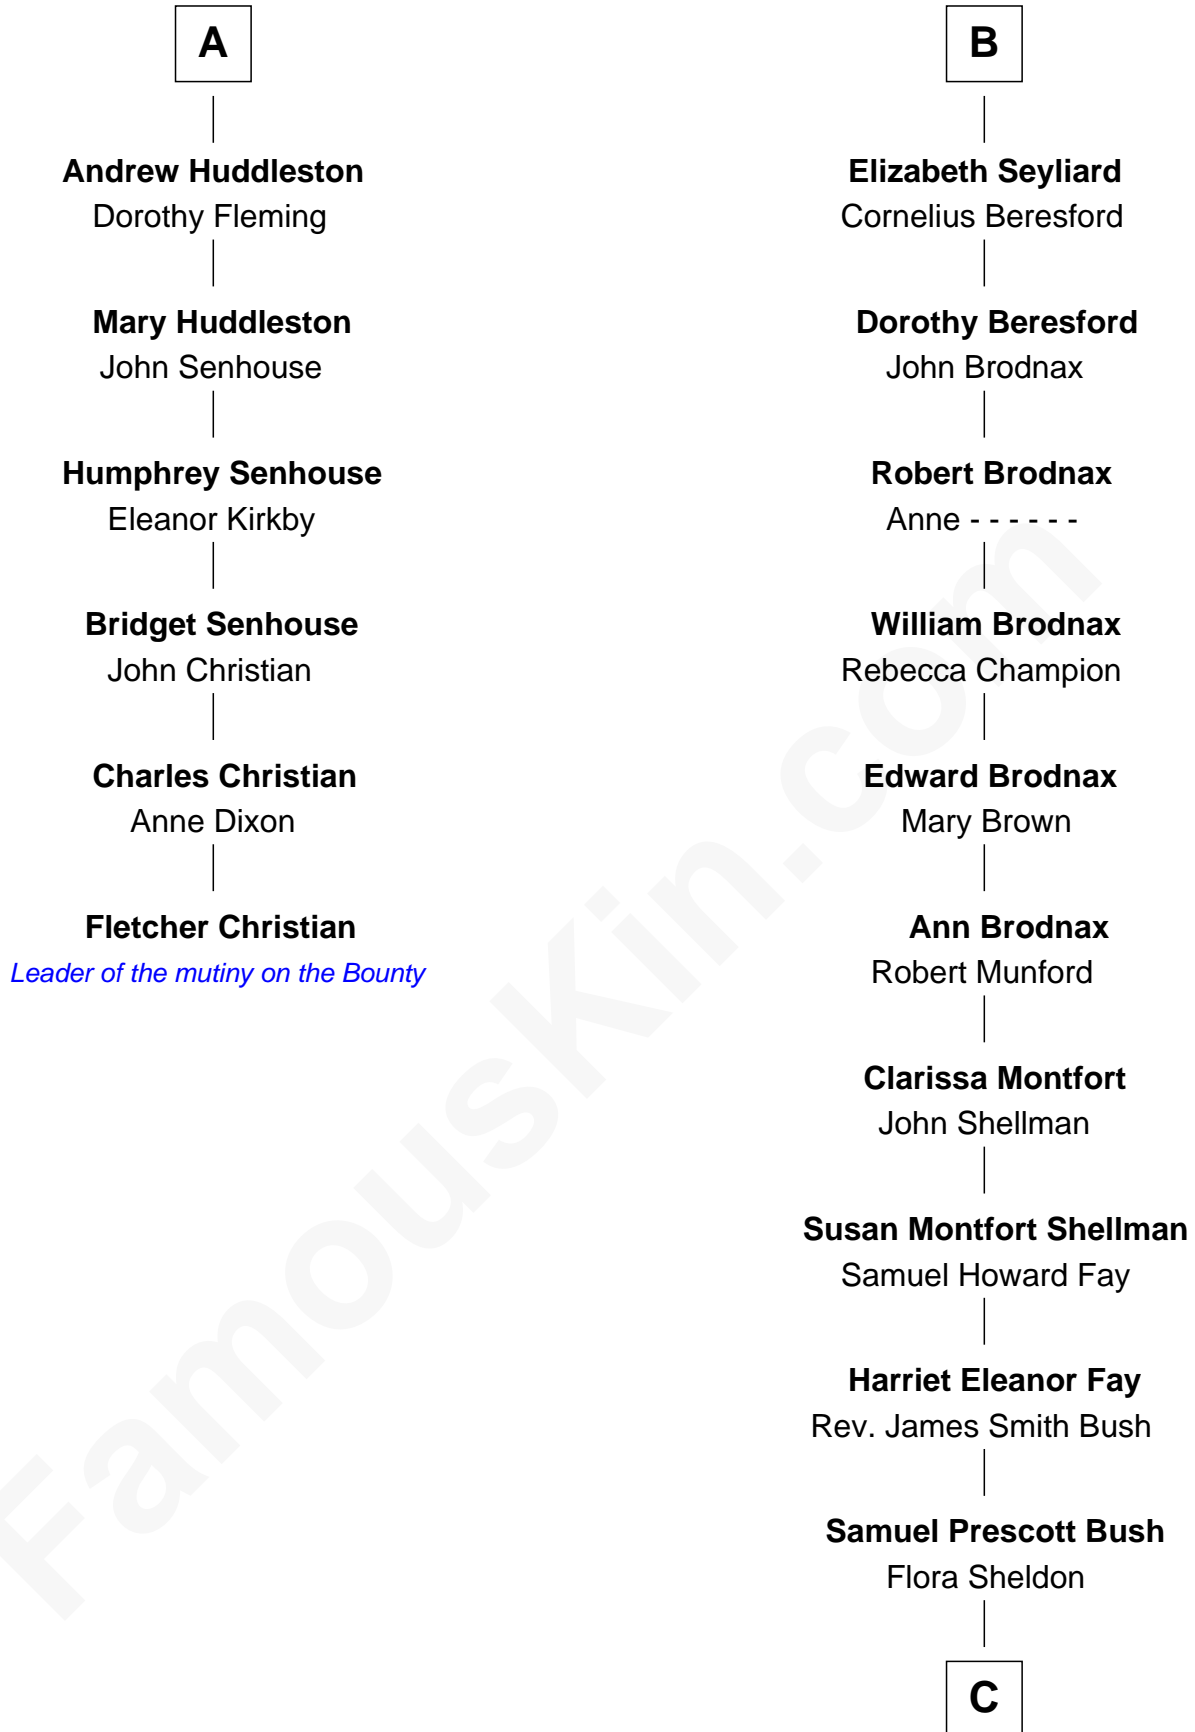 A
Andrew Huddleston
Dorothy Fleming
Mary Huddleston
John Senhouse
Humphrey Senhouse
Eleanor Kirkby
Bridget Senhouse
John Christian
Charles Christian
Anne Dixon
Fletcher Christian
Leader of the mutiny on the Bounty
B
Elizabeth Seyliard
Cornelius Beresford
Dorothy Beresford
John Brodnax
Robert Brodnax
Anne - - - - - -
William Brodnax
Rebecca Champion
Edward Brodnax
Mary Brown
Ann Brodnax
Robert Munford
Clarissa Montfort
John Shellman
Susan Montfort Shellman
Samuel Howard Fay
Harriet Eleanor Fay
Rev. James Smith Bush
Samuel Prescott Bush
Flora Sheldon
C
FamousKin.com